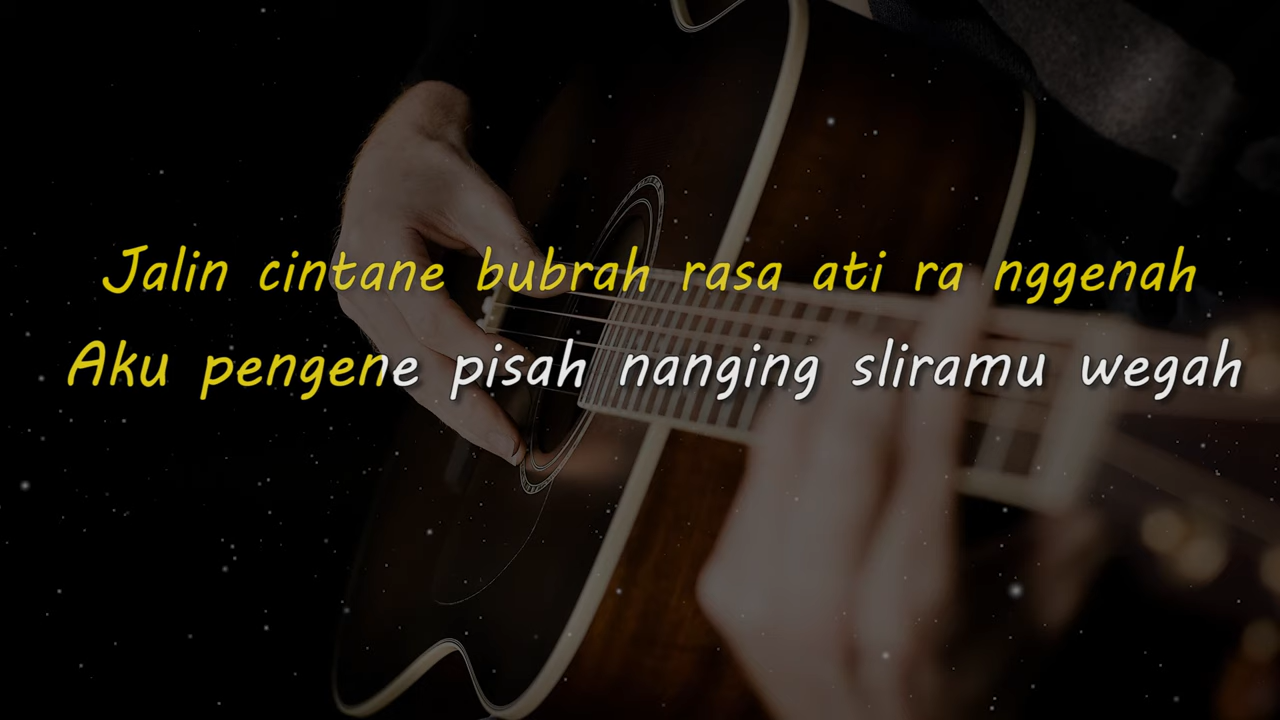 Jalin cintane bubrah rasa ati ra nggenah
Aku pengene pisah nanging sliramu wegah